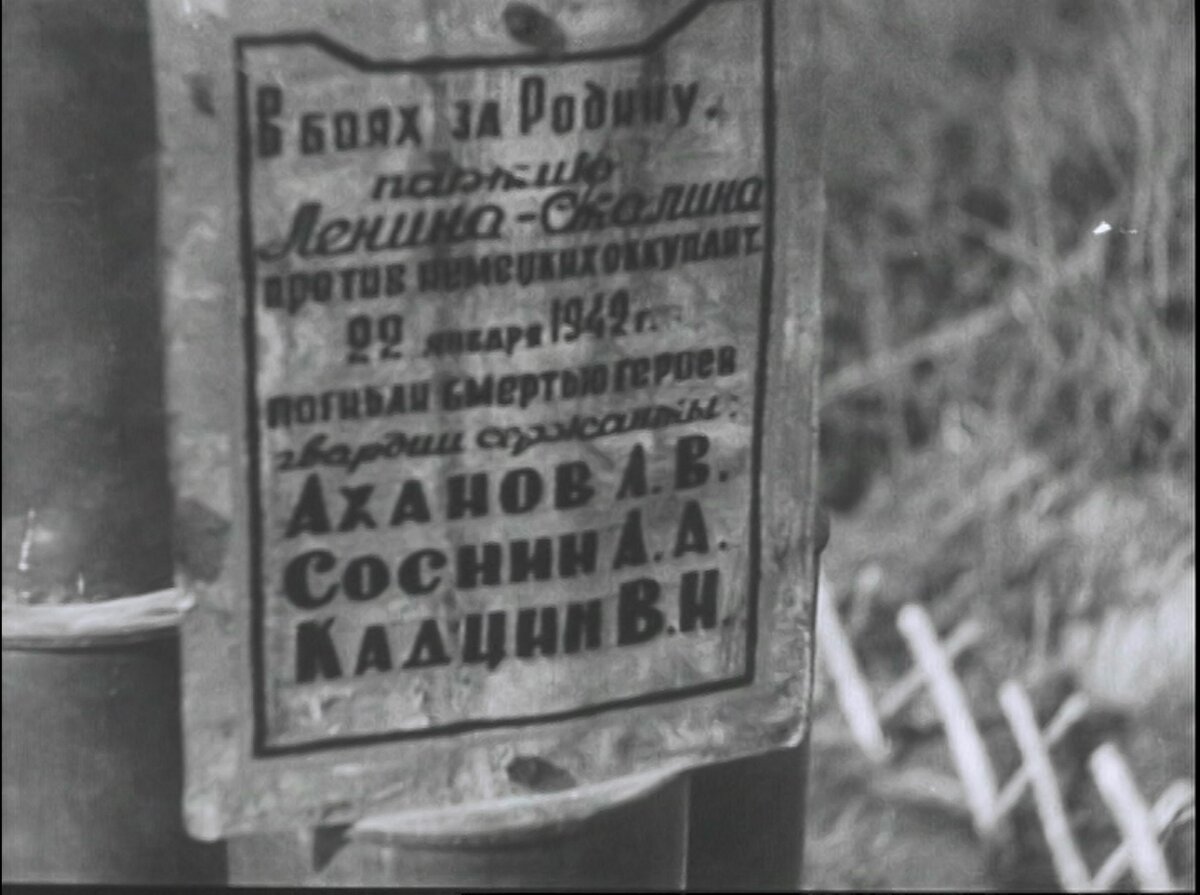 В боях за Родину,
партию
Ленина-Сталина
против немецких оккупант.
22 января 1942 г.
погибли смертью героев
гвардии сержанты:
Аханов А.В.
Соснин А.А.
Кадцин В.И.